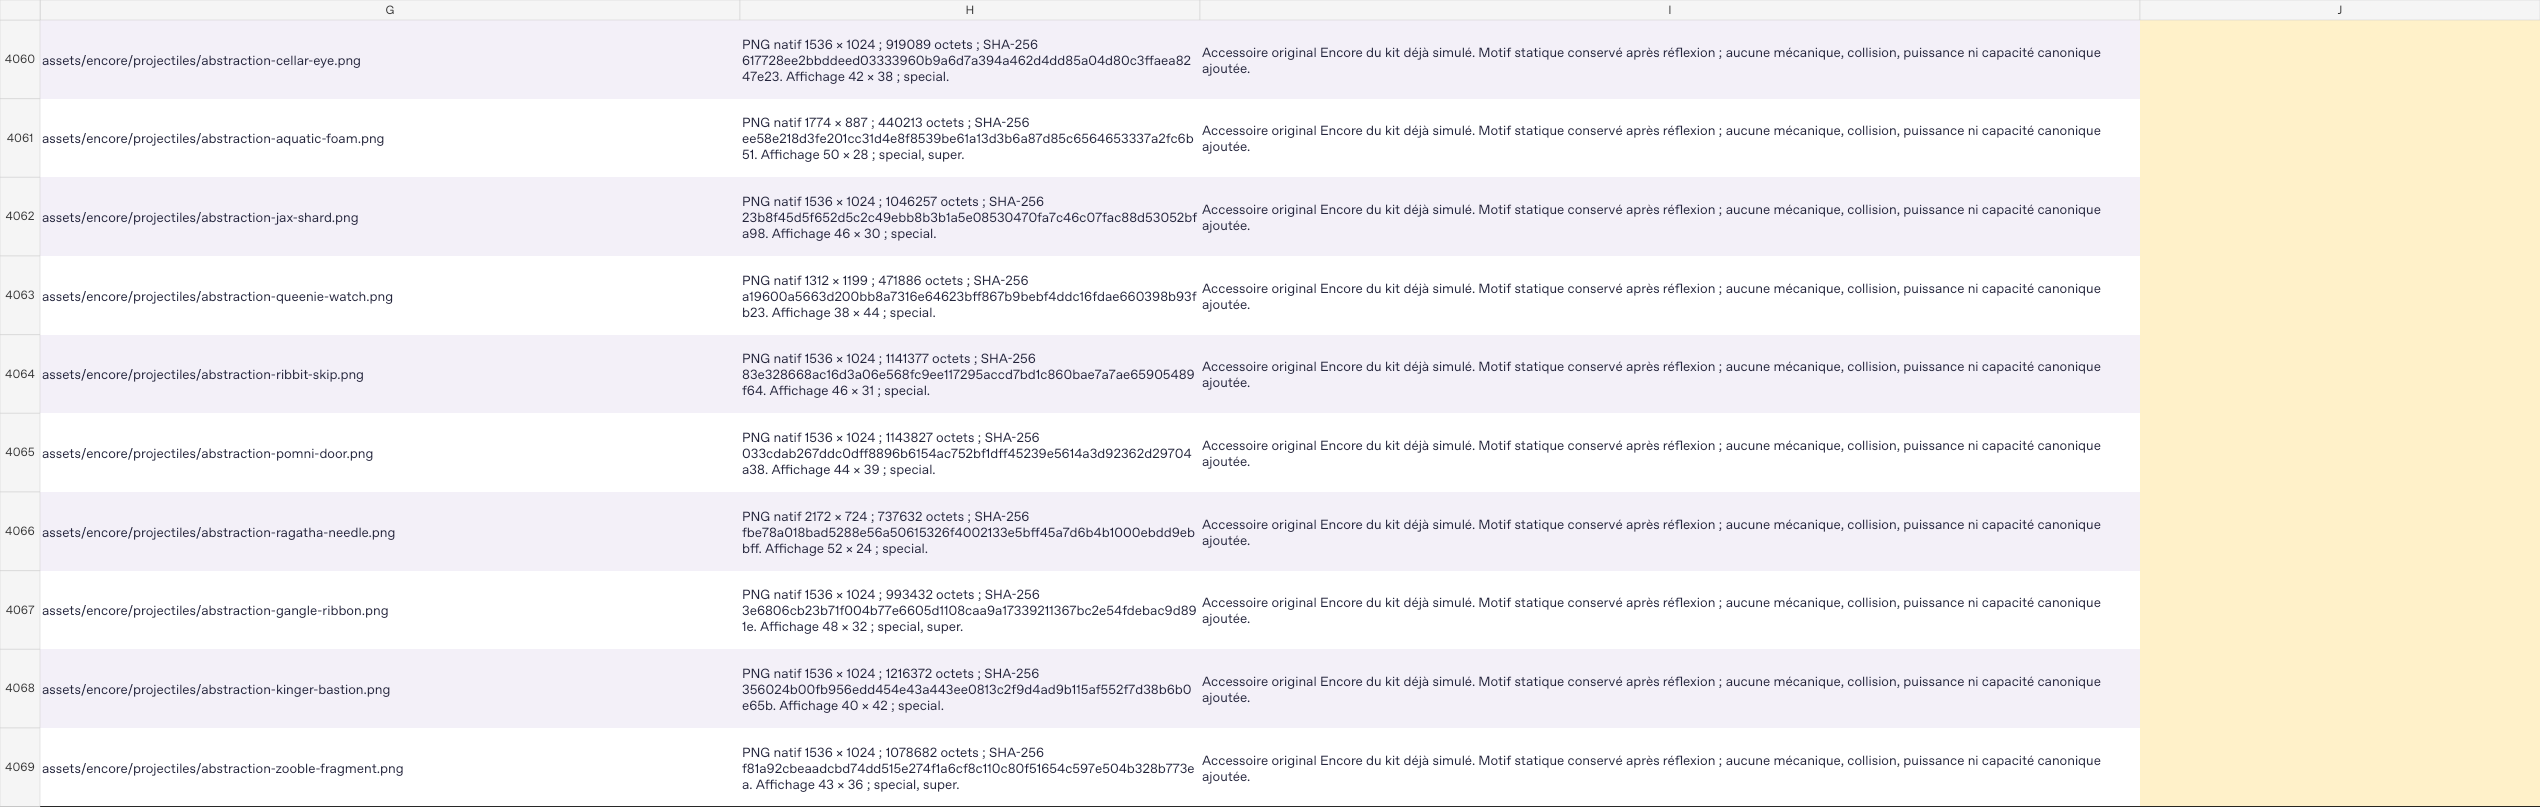 G H I J
4060 assets/encore/projectiles/abstraction-cellar-eye.png
PNG natif 1536 × 1024 ; 919089 octets ; SHA-256
617728ee2bbddeed03333960b9a6d7a394a462d4dd85a04d80c3ffaea82
47e23. Affichage 42 × 38 ; special.
Accessoire original Encore du kit déjà simulé. Motif statique conservé après réflexion ; aucune mécanique, collision, puissance ni capacité canonique
ajoutée.
4061 assets/encore/projectiles/abstraction-aquatic-foam.png
PNG natif 1774 × 887 ; 440213 octets ; SHA-256
ee58e218d3fe201cc31d4e8f8539be61a13d3b6a87d85c6564653337a2fc6b
51. Affichage 50 × 28 ; special, super.
Accessoire original Encore du kit déjà simulé. Motif statique conservé après réflexion ; aucune mécanique, collision, puissance ni capacité canonique
ajoutée.
4062 assets/encore/projectiles/abstraction-jax-shard.png
PNG natif 1536 × 1024 ; 1046257 octets ; SHA-256
23b8f45d5f652d5c2c49ebb8b3b1a5e08530470fa7c46c07fac88d53052bf
a98. Affichage 46 × 30 ; special.
Accessoire original Encore du kit déjà simulé. Motif statique conservé après réflexion ; aucune mécanique, collision, puissance ni capacité canonique
ajoutée.
4063 assets/encore/projectiles/abstraction-queenie-watch.png
PNG natif 1312 × 1199 ; 471886 octets ; SHA-256
a19600a5663d200bb8a7316e64623bff867b9bebf4ddc16fdae660398b93f
b23. Affichage 38 × 44 ; special.
Accessoire original Encore du kit déjà simulé. Motif statique conservé après réflexion ; aucune mécanique, collision, puissance ni capacité canonique
ajoutée.
4064 assets/encore/projectiles/abstraction-ribbit-skip.png
PNG natif 1536 × 1024 ; 1141377 octets ; SHA-256
83e328668ac16d3a06e568fc9ee117295accd7bd1c860bae7a7ae65905489
f64. Affichage 46 × 31 ; special.
Accessoire original Encore du kit déjà simulé. Motif statique conservé après réflexion ; aucune mécanique, collision, puissance ni capacité canonique
ajoutée.
4065 assets/encore/projectiles/abstraction-pomni-door.png
PNG natif 1536 × 1024 ; 1143827 octets ; SHA-256
033cdab267ddc0dff8896b6154ac752bf1dff45239e5614a3d92362d29704
a38. Affichage 44 × 39 ; special.
Accessoire original Encore du kit déjà simulé. Motif statique conservé après réflexion ; aucune mécanique, collision, puissance ni capacité canonique
ajoutée.
4066 assets/encore/projectiles/abstraction-ragatha-needle.png
PNG natif 2172 × 724 ; 737632 octets ; SHA-256
fbe78a018bad5288e56a50615326f4002133e5bff45a7d6b4b1000ebdd9eb
bff. Affichage 52 × 24 ; special.
Accessoire original Encore du kit déjà simulé. Motif statique conservé après réflexion ; aucune mécanique, collision, puissance ni capacité canonique
ajoutée.
4067 assets/encore/projectiles/abstraction-gangle-ribbon.png
PNG natif 1536 × 1024 ; 993432 octets ; SHA-256
3e6806cb23b71f004b77e6605d1108caa9a17339211367bc2e54fdebac9d89
1e. Affichage 48 × 32 ; special, super.
Accessoire original Encore du kit déjà simulé. Motif statique conservé après réflexion ; aucune mécanique, collision, puissance ni capacité canonique
ajoutée.
4068 assets/encore/projectiles/abstraction-kinger-bastion.png
PNG natif 1536 × 1024 ; 1216372 octets ; SHA-256
356024b00fb956edd454e43a443ee0813c2f9d4ad9b115af552f7d38b6b0
e65b. Affichage 40 × 42 ; special.
Accessoire original Encore du kit déjà simulé. Motif statique conservé après réflexion ; aucune mécanique, collision, puissance ni capacité canonique
ajoutée.
4069 assets/encore/projectiles/abstraction-zooble-fragment.png
PNG natif 1536 × 1024 ; 1078682 octets ; SHA-256
f81a92cbeaadcbd74dd515e274f1a6cf8c110c80f51654c597e504b328b773e
a. Affichage 43 × 36 ; special, super.
Accessoire original Encore du kit déjà simulé. Motif statique conservé après réflexion ; aucune mécanique, collision, puissance ni capacité canonique
ajoutée.